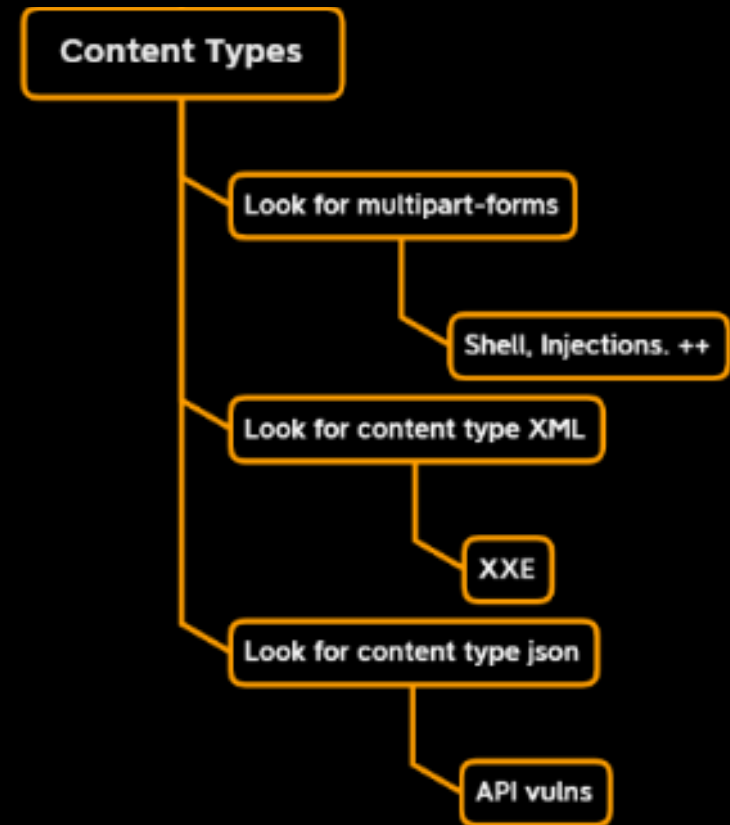 Content Types
Look for multipart-forms
Shell, Injections. ++
Look for content type XML
XXE
Look for content type json
API vulns